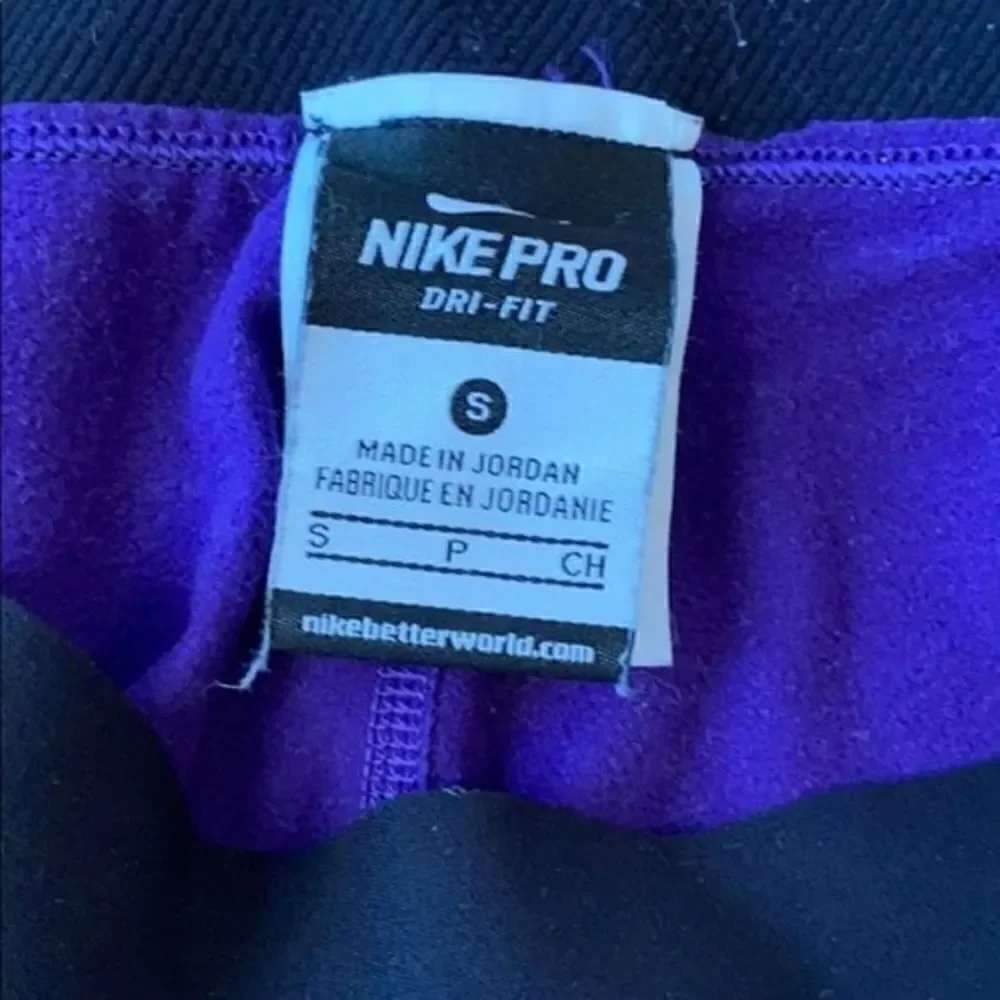 NIKE PRO
DRI-FIT
S
MADE IN JORDAN
FABRIQUE EN JORDANIE
S P CH
nikebetterworld.com